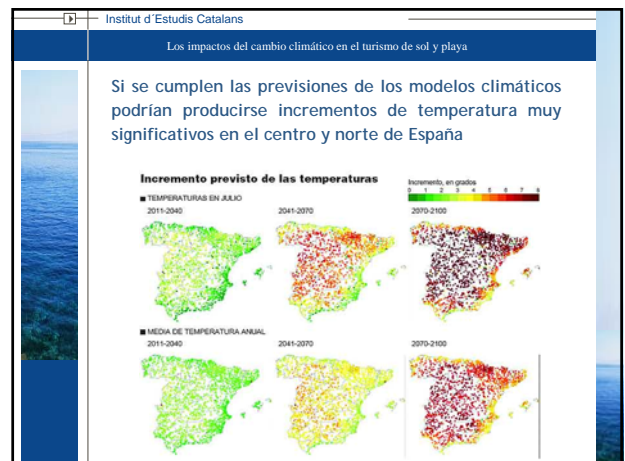 Institut d´Estudis Catalans
Los impactos del cambio climático en el turismo de sol y playa
Si se cumplen las previsiones de los modelos climáticos
podrían producirse incrementos de temperatura muy
significativos en el centro y norte de España
Incremento previsto de las temperaturas
Incremento, en grados
0 1 2 3 4 5 6 7 8
■ TEMPERATURAS EN JULIO
2011-2040 2041-2070 2070-2100
■ MEDIA DE TEMPERATURA ANUAL
2011-2040 2041-2070 2070-2100